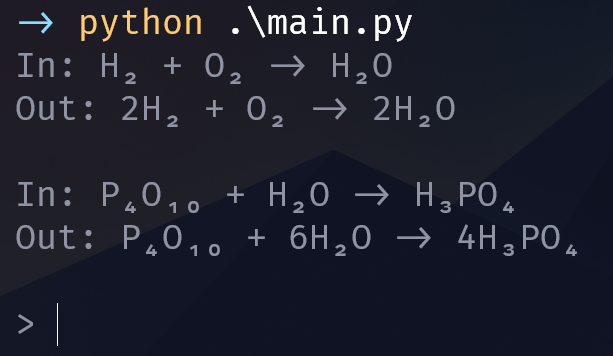 → python .\main.py
In: H₂ + O₂ → H₂O
Out: 2H₂ + O₂ → 2H₂O
In: P₄O₁₀ + H₂O → H₃PO₄
Out: P₄O₁₀ + 6H₂O → 4H₃PO₄
>